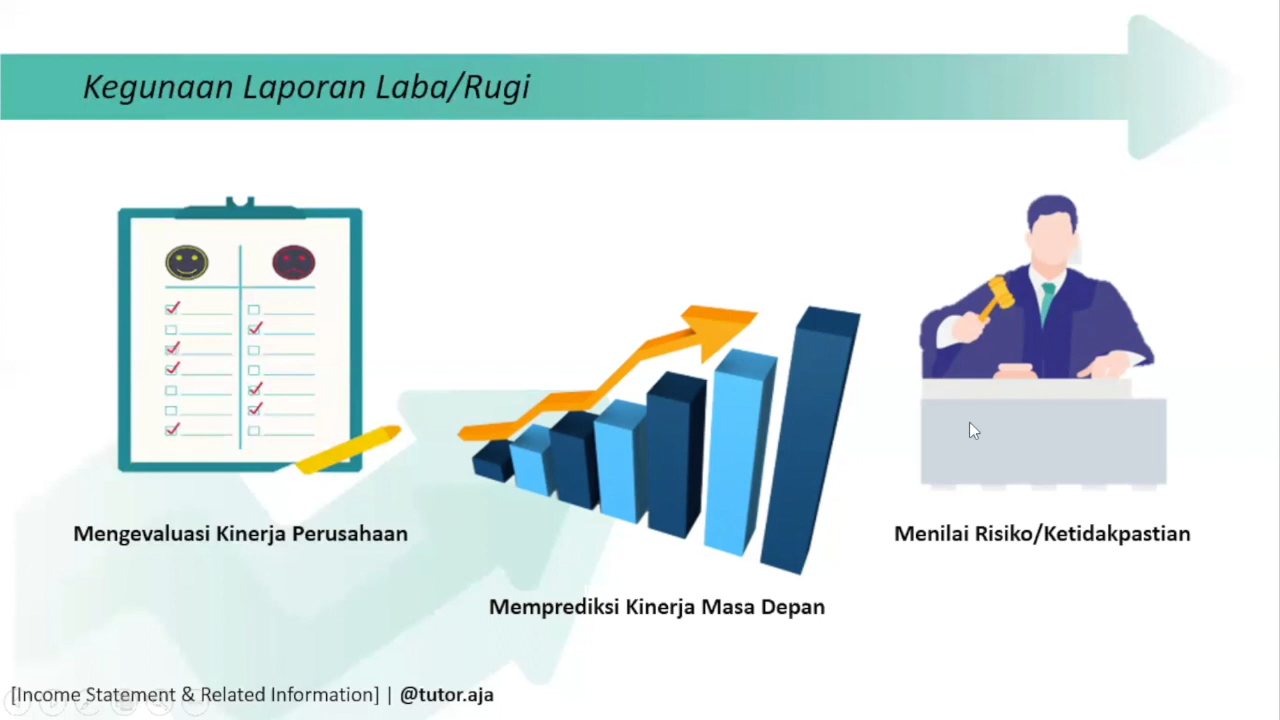 Kegunaan Laporan Laba/Rugi
Mengevaluasi Kinerja Perusahaan
Memprediksi Kinerja Masa Depan
Menilai Risiko/Ketidakpastian
[Income Statement & Related Information] | @tutor.aja